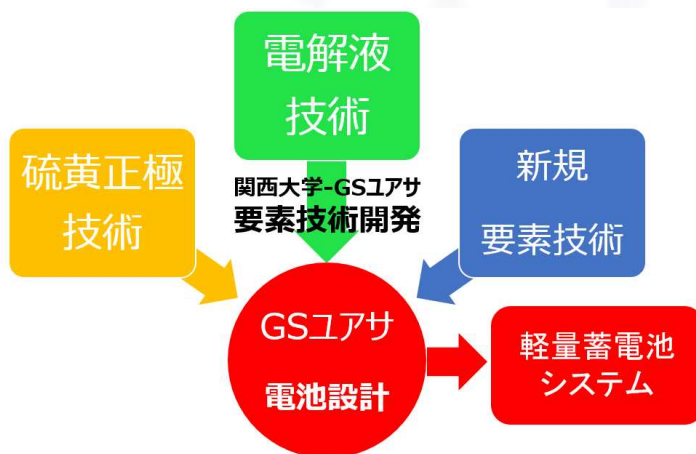 電解液
技術
硫黄正極
技術
関西大学-GSユアサ
要素技術開発
新規
要素技術
GSユアサ
電池設計
軽量蓄電池
システム